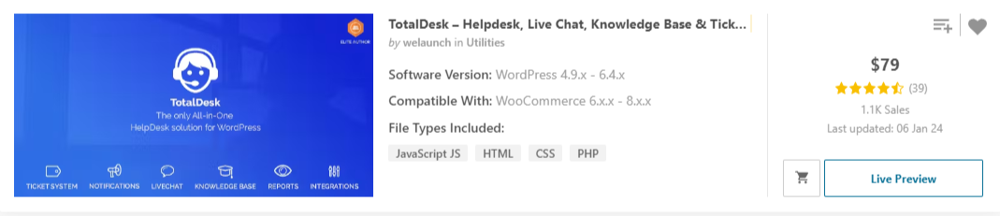 ELITE AUTHOR
TotalDesk
The only All-in-One
HelpDesk solution for WordPress
TICKET SYSTEM NOTIFICATIONS LIVECHAT KNOWLEDGE BASE REPORTS INTEGRATIONS
TotalDesk – Helpdesk, Live Chat, Knowledge Base & Tick...
by welaunch in Utilities
Software Version: WordPress 4.9.x - 6.4.x
Compatible With: WooCommerce 6.x.x - 8.x.x
File Types Included:
JavaScript JS HTML CSS PHP
$79
(39)
1.1K Sales
Last updated: 06 Jan 24
Live Preview